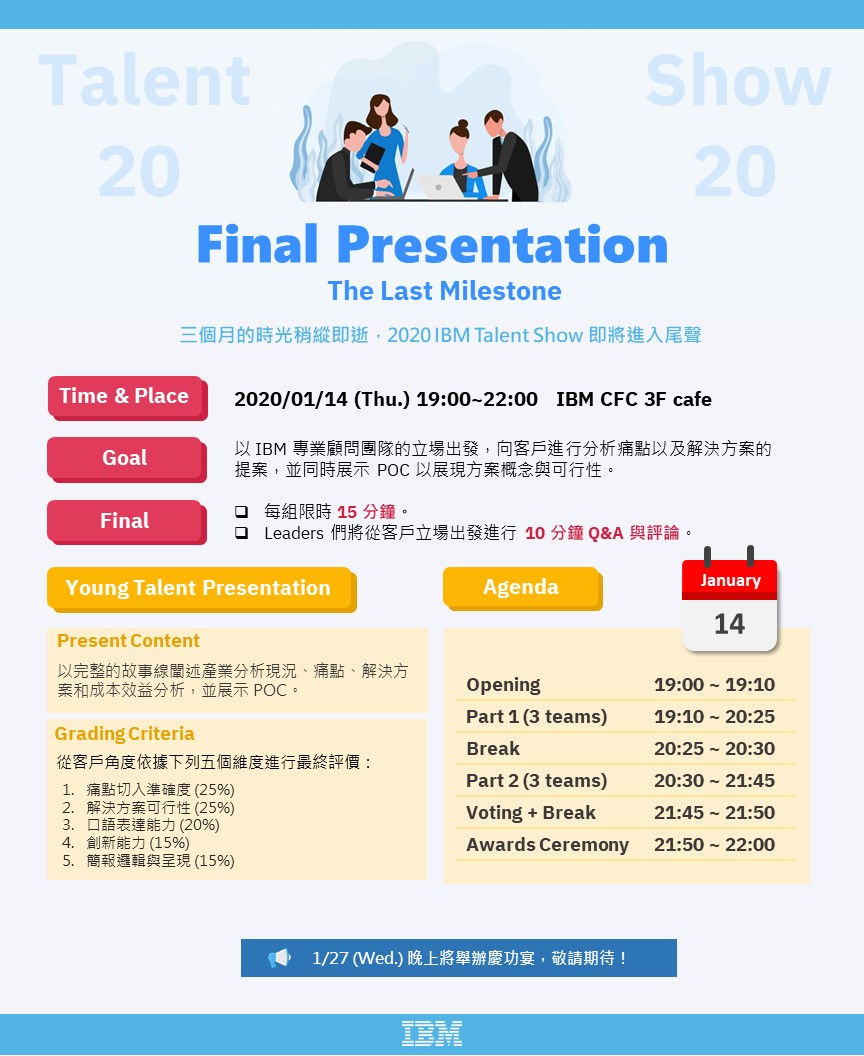 Talent Show
20 20
Final Presentation
The Last Milestone
三個月的時光稍縱即逝，2020 IBM Talent Show 即將進入尾聲
Time & Place
2020/01/14 (Thu.) 19:00~22:00 IBM CFC 3F cafe
Goal
以 IBM 專業顧問團隊的立場出發，向客戶進行分析痛點以及解決方案的
提案，並同時展示 POC 以展現方案概念與可行性。
Final
❑ 每組限時 15 分鐘。
❑ Leaders 們將從客戶立場出發進行 10 分鐘 Q&A 與評論。
Young Talent Presentation
Present Content
以完整的故事線闡述產業分析現況、痛點、解決方
案和成本效益分析，並展示 POC。
Grading Criteria
從客戶角度依據下列五個維度進行最終評價：
1. 痛點切入準確度 (25%)
2. 解決方案可行性 (25%)
3. 口語表達能力 (20%)
4. 創新能力 (15%)
5. 簡報邏輯與呈現 (15%)
Agenda
January
14
Opening 19:00 ~ 19:10
Part 1 (3 teams) 19:10 ~ 20:25
Break 20:25 ~ 20:30
Part 2 (3 teams) 20:30 ~ 21:45
Voting + Break 21:45 ~ 21:50
Awards Ceremony 21:50 ~ 22:00
1/27 (Wed.) 晚上將舉辦慶功宴，敬請期待！
IBM